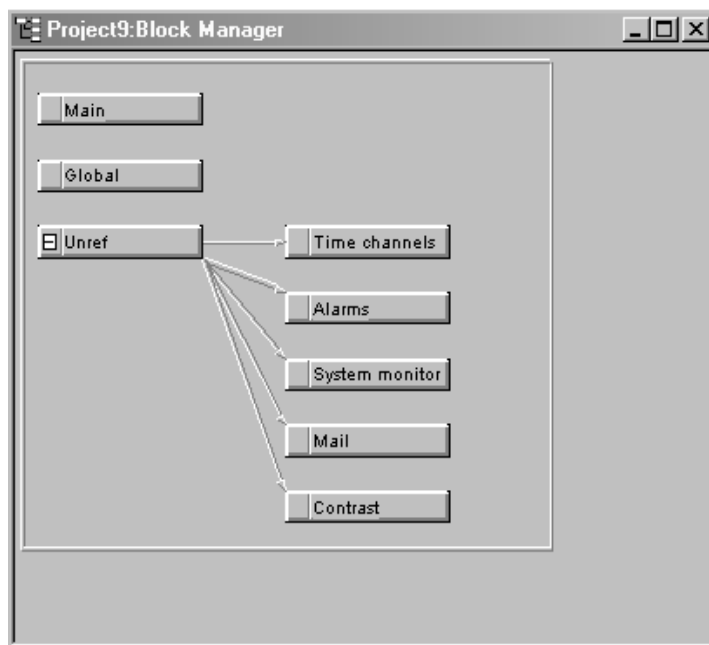 Project9:Block Manager
Main
Global
Unref
Time channels
Alarms
System monitor
Mail
Contrast